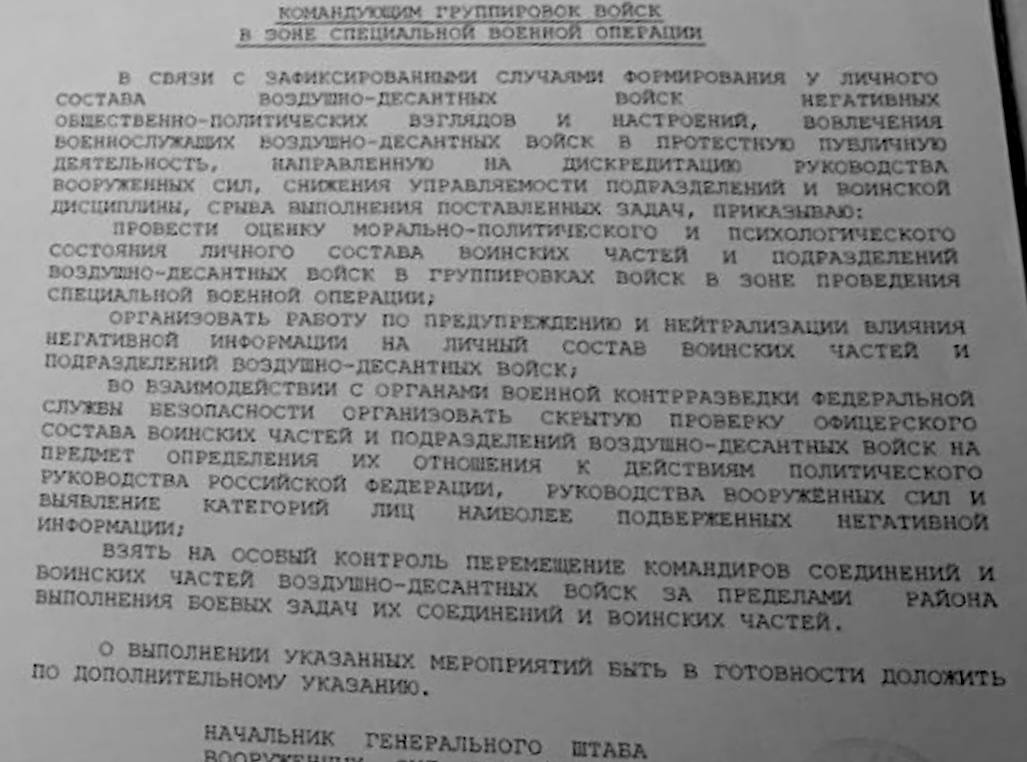 КОМАНДУЮЩИМ ГРУППИРОВОК ВОЙСК
В ЗОНЕ СПЕЦИАЛЬНОЙ ВОЕННОЙ ОПЕРАЦИИ
В СВЯЗИ С ЗАФИКСИРОВАННЫМИ СЛУЧАЯМИ ФОРМИРОВАНИЯ У ЛИЧНОГО
СОСТАВА ВОЗДУШНО-ДЕСАНТНЫХ ВОЙСК НЕГАТИВНЫХ
ОБЩЕСТВЕННО-ПОЛИТИЧЕСКИХ ВЗГЛЯДОВ И НАСТРОЕНИЙ, ВОВЛЕЧЕНИЯ
ВОЕННОСЛУЖАЩИХ ВОЗДУШНО-ДЕСАНТНЫХ ВОЙСК В ПРОТЕСТНУЮ ПУБЛИЧНУЮ
ДЕЯТЕЛЬНОСТЬ, НАПРАВЛЕННУЮ НА ДИСКРЕДИТАЦИЮ РУКОВОДСТВА
ВООРУЖЕННЫХ СИЛ, СНИЖЕНИЯ УПРАВЛЯЕМОСТИ ПОДРАЗДЕЛЕНИЙ И ВОИНСКОЙ
ДИСЦИПЛИНЫ, СРЫВА ВЫПОЛНЕНИЯ ПОСТАВЛЕННЫХ ЗАДАЧ, ПРИКАЗЫВАЮ:
ПРОВЕСТИ ОЦЕНКУ МОРАЛЬНО-ПОЛИТИЧЕСКОГО И ПСИХОЛОГИЧЕСКОГО
СОСТОЯНИЯ ЛИЧНОГО СОСТАВА ВОИНСКИХ ЧАСТЕЙ И ПОДРАЗДЕЛЕНИЙ
ВОЗДУШНО-ДЕСАНТНЫХ ВОЙСК В ГРУППИРОВКАХ ВОЙСК В ЗОНЕ ПРОВЕДЕНИЯ
СПЕЦИАЛЬНОЙ ВОЕННОЙ ОПЕРАЦИИ;
ОРГАНИЗОВАТЬ РАБОТУ ПО ПРЕДУПРЕЖДЕНИЮ И НЕЙТРАЛИЗАЦИИ ВЛИЯНИЯ
НЕГАТИВНОЙ ИНФОРМАЦИИ НА ЛИЧНЫЙ СОСТАВ ВОИНСКИХ ЧАСТЕЙ И
ПОДРАЗДЕЛЕНИЙ ВОЗДУШНО-ДЕСАНТНЫХ ВОЙСК;
ВО ВЗАИМОДЕЙСТВИИ С ОРГАНАМИ ВОЕННОЙ КОНТРРАЗВЕДКИ ФЕДЕРАЛЬНОЙ
СЛУЖБЫ БЕЗОПАСНОСТИ ОРГАНИЗОВАТЬ СКРЫТУЮ ПРОВЕРКУ ОФИЦЕРСКОГО
СОСТАВА ВОИНСКИХ ЧАСТЕЙ И ПОДРАЗДЕЛЕНИЙ ВОЗДУШНО-ДЕСАНТНЫХ ВОЙСК НА
ПРЕДМЕТ ОПРЕДЕЛЕНИЯ ИХ ОТНОШЕНИЯ К ДЕЙСТВИЯМ ПОЛИТИЧЕСКОГО
РУКОВОДСТВА РОССИЙСКОЙ ФЕДЕРАЦИИ, РУКОВОДСТВА ВООРУЖЁННЫХ СИЛ И
ВЫЯВЛЕНИЕ КАТЕГОРИЙ ЛИЦ НАИБОЛЕЕ ПОДВЕРЖЕННЫХ НЕГАТИВНОЙ
ИНФОРМАЦИИ;
ВЗЯТЬ НА ОСОБЫЙ КОНТРОЛЬ ПЕРЕМЕЩЕНИЕ КОМАНДИРОВ СОЕДИНЕНИЙ И
ВОИНСКИХ ЧАСТЕЙ ВОЗДУШНО-ДЕСАНТНЫХ ВОЙСК ЗА ПРЕДЕЛАМИ РАЙОНА
ВЫПОЛНЕНИЯ БОЕВЫХ ЗАДАЧ ИХ СОЕДИНЕНИЙ И ВОИНСКИХ ЧАСТЕЙ.
О ВЫПОЛНЕНИИ УКАЗАННЫХ МЕРОПРИЯТИЙ БЫТЬ В ГОТОВНОСТИ ДОЛОЖИТЬ
ПО ДОПОЛНИТЕЛЬНОМУ УКАЗАНИЮ.
НАЧАЛЬНИК ГЕНЕРАЛЬНОГО ШТАБА